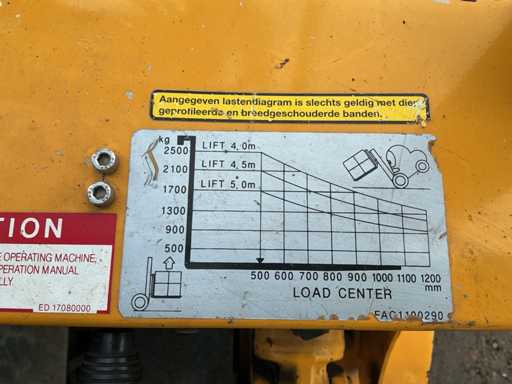 Aangegeven lastendiagram is slechts geldig met diep
geprofileerde en breedgeschouderde banden.
kg
2500
2100
1700
1300
900
500
LIFT 4,0m
LIFT 4,5m
LIFT 5,0m
500 600 700 800 900 1000 1100 1200
mm
LOAD CENTER
FAC1100290
TION
OPERATING MACHINE,
PERATION MANUAL
LLY.
ED 17080000